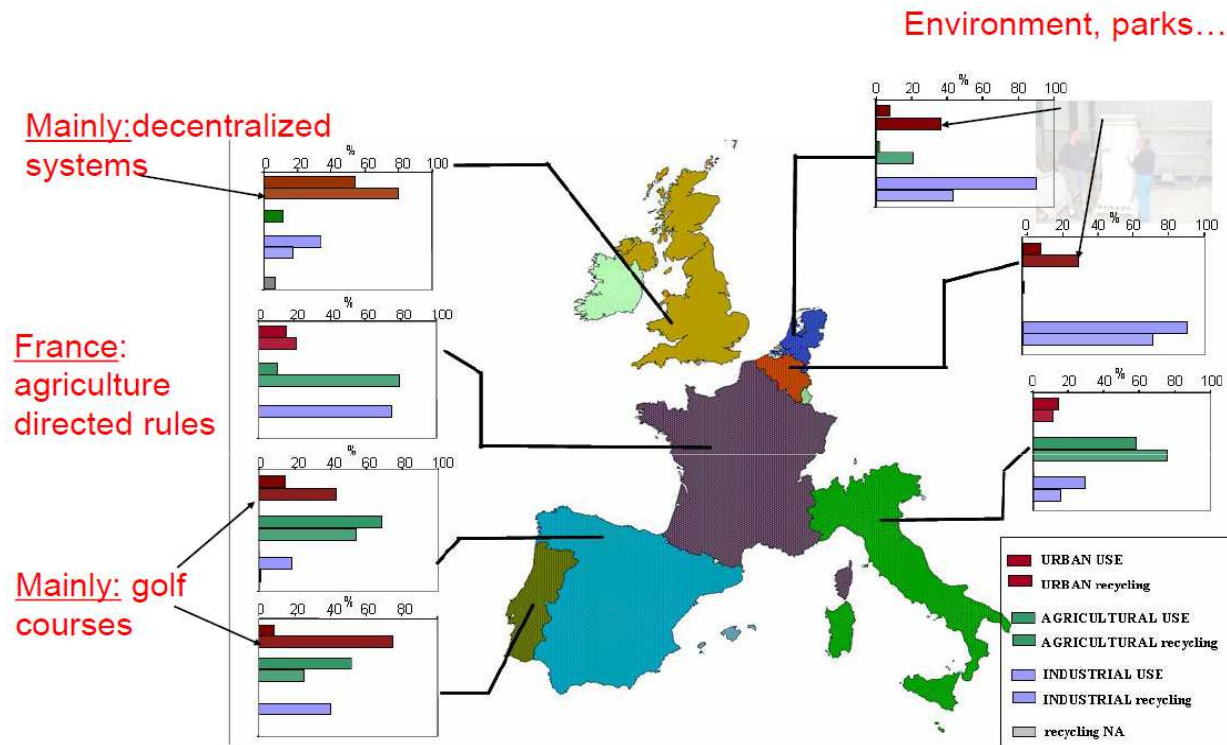 Environment, parks…
%
0 20 40 60 80 100
Mainly:decentralized
systems
%
0 20 40 60 80 100
7
%
0 20 40 60 80 100
%
0 20 40 60 80 100
France:
agriculture
directed rules
%
0 20 40 60 80 100
%
0 20 40 60 80 100
Mainly: golf
courses
%
0 20 40 60 80
URBAN USE
URBAN recycling
AGRICULTURAL USE
AGRICULTURAL recycling
INDUSTRIAL USE
INDUSTRIAL recycling
recycling NA